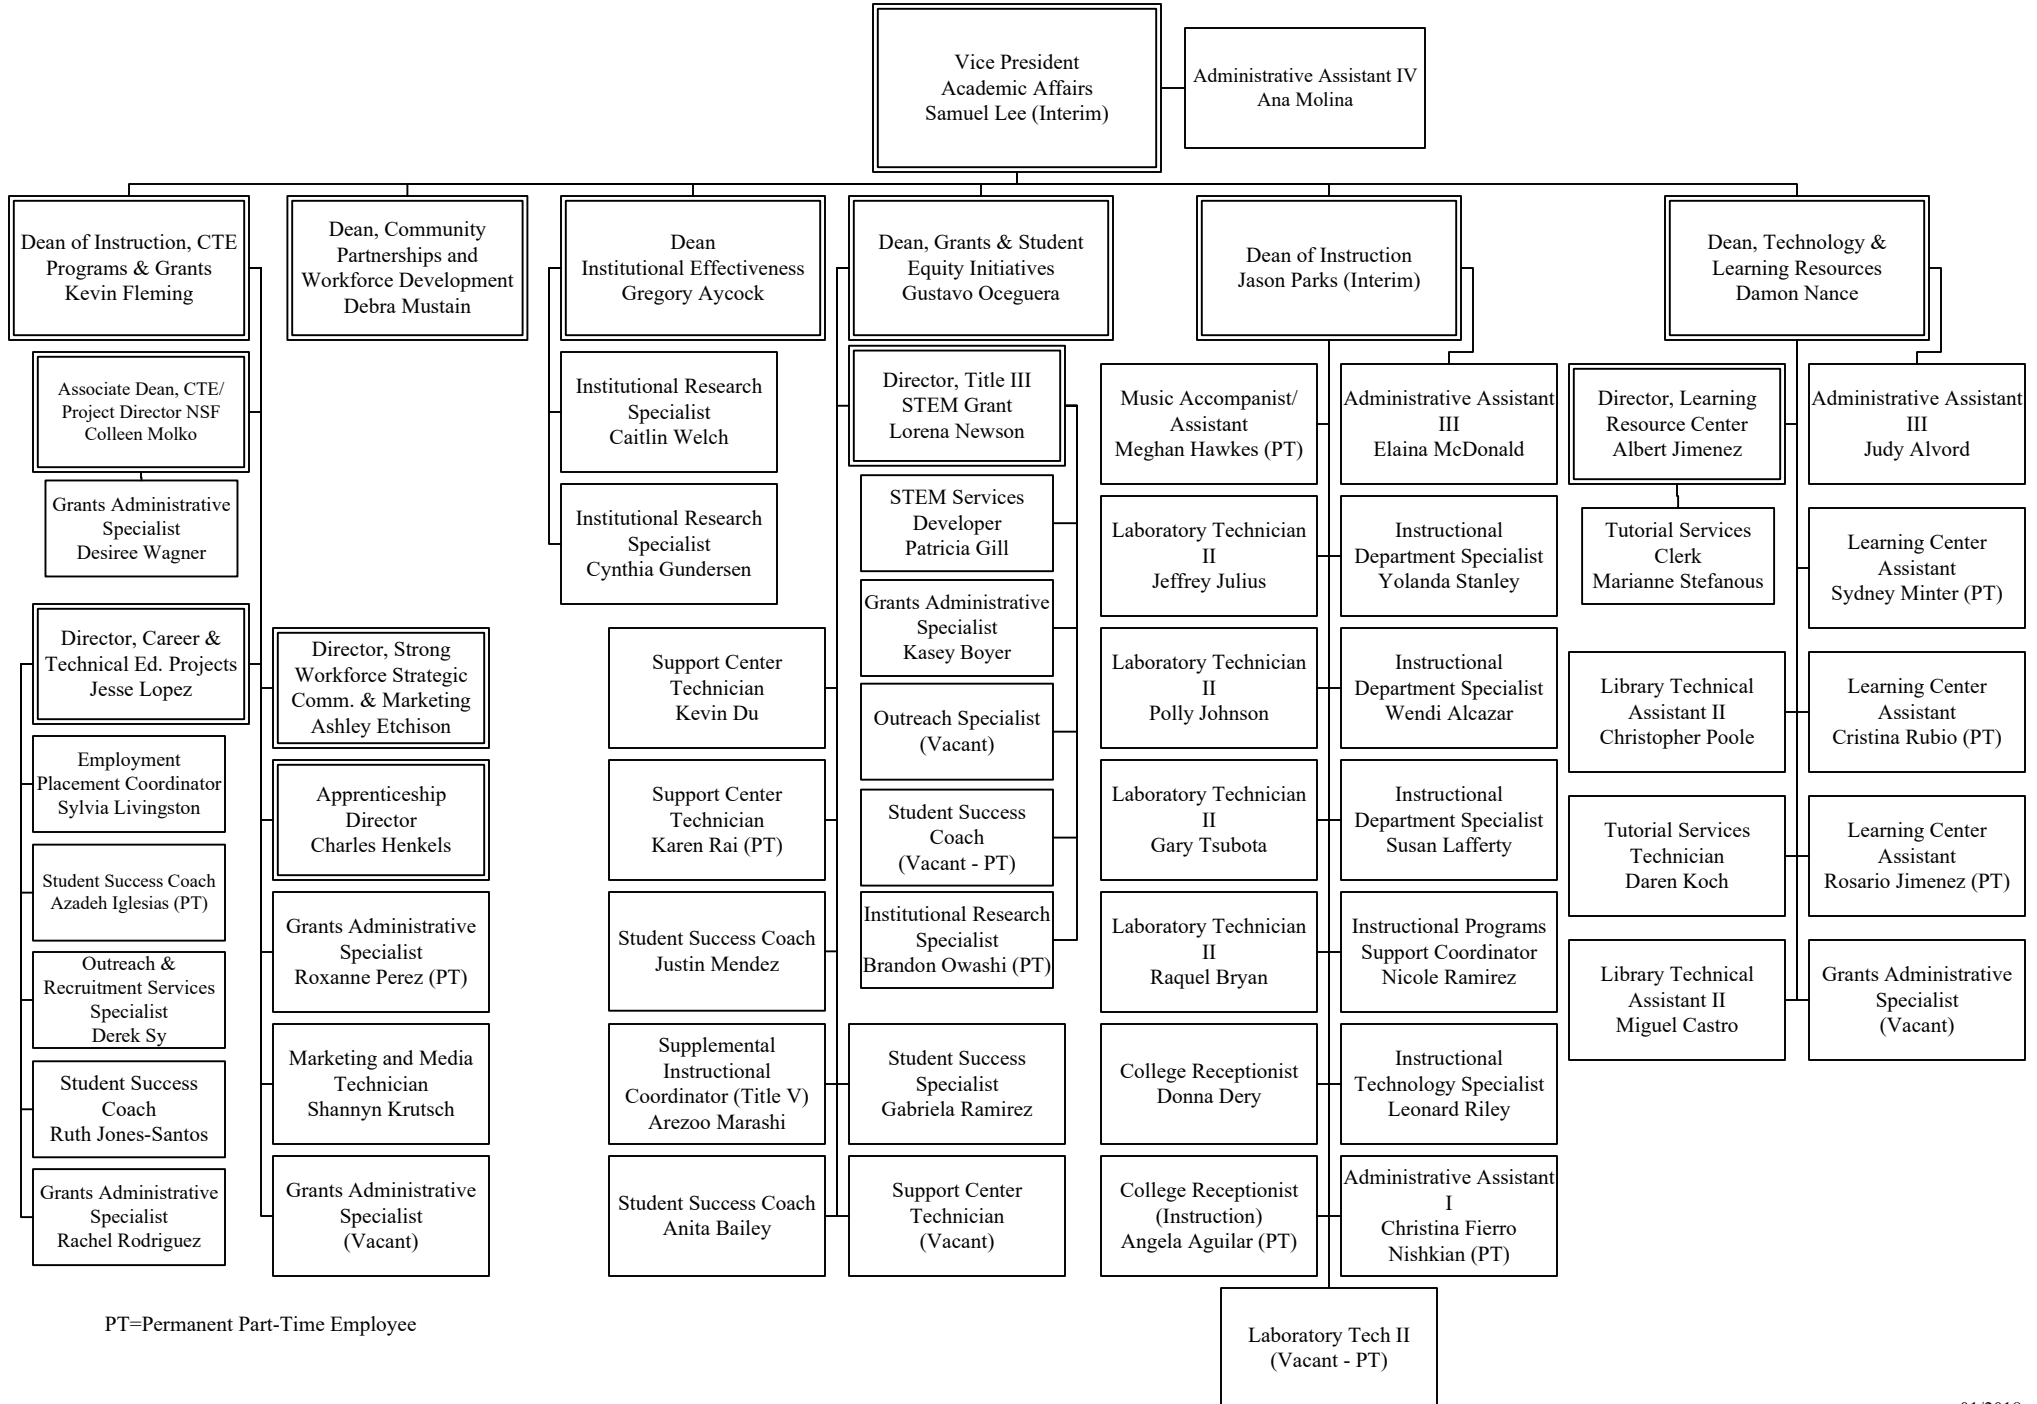 Vice President
Academic Affairs
Samuel Lee (Interim)
Administrative Assistant IV
Ana Molina
Dean of Instruction, CTE
Programs & Grants
Kevin Fleming
Dean, Community
Partnerships and
Workforce Development
Debra Mustain
Dean
Institutional Effectiveness
Gregory Aycock
Dean, Grants & Student
Equity Initiatives
Gustavo Oceguera
Dean of Instruction
Jason Parks (Interim)
Dean, Technology &
Learning Resources
Damon Nance
Associate Dean, CTE/
Project Director NSF
Colleen Molko
Grants Administrative
Specialist
Desiree Wagner
Director, Career &
Technical Ed. Projects
Jesse Lopez
Employment
Placement Coordinator
Sylvia Livingston
Student Success Coach
Azadeh Iglesias (PT)
Outreach &
Recruitment Services
Specialist
Derek Sy
Student Success
Coach
Ruth Jones-Santos
Grants Administrative
Specialist
Rachel Rodriguez
Director, Strong
Workforce Strategic
Comm. & Marketing
Ashley Etchison
Apprenticeship
Director
Charles Henkels
Grants Administrative
Specialist
Roxanne Perez (PT)
Marketing and Media
Technician
Shannyn Krutsch
Grants Administrative
Specialist
(Vacant)
Institutional Research
Specialist
Caitlin Welch
Institutional Research
Specialist
Cynthia Gundersen
Support Center
Technician
Kevin Du
Support Center
Technician
Karen Rai (PT)
Student Success Coach
Justin Mendez
Supplemental
Instructional
Coordinator (Title V)
Arezoo Marashi
Student Success Coach
Anita Bailey
Director, Title III
STEM Grant
Lorena Newson
STEM Services
Developer
Patricia Gill
Grants Administrative
Specialist
Kasey Boyer
Outreach Specialist
(Vacant)
Student Success
Coach
(Vacant - PT)
Institutional Research
Specialist
Brandon Owashi (PT)
Student Success
Specialist
Gabriela Ramirez
Support Center
Technician
(Vacant)
Music Accompanist/
Assistant
Meghan Hawkes (PT)
Laboratory Technician
II
Jeffrey Julius
Laboratory Technician
II
Polly Johnson
Laboratory Technician
II
Gary Tsubota
Laboratory Technician
II
Raquel Bryan
College Receptionist
Donna Dery
College Receptionist
(Instruction)
Angela Aguilar (PT)
Administrative Assistant
III
Elaina McDonald
Instructional
Department Specialist
Yolanda Stanley
Instructional
Department Specialist
Wendi Alcazar
Instructional
Department Specialist
Susan Lafferty
Instructional Programs
Support Coordinator
Nicole Ramirez
Instructional
Technology Specialist
Leonard Riley
Administrative Assistant
I
Christina Fierro
Nishkian (PT)
Laboratory Tech II
(Vacant - PT)
Director, Learning
Resource Center
Albert Jimenez
Tutorial Services
Clerk
Marianne Stefanous
Library Technical
Assistant II
Christopher Poole
Tutorial Services
Technician
Daren Koch
Library Technical
Assistant II
Miguel Castro
Administrative Assistant
III
Judy Alvord
Learning Center
Assistant
Sydney Minter (PT)
Learning Center
Assistant
Cristina Rubio (PT)
Learning Center
Assistant
Rosario Jimenez (PT)
Grants Administrative
Specialist
(Vacant)
PT=Permanent Part-Time Employee